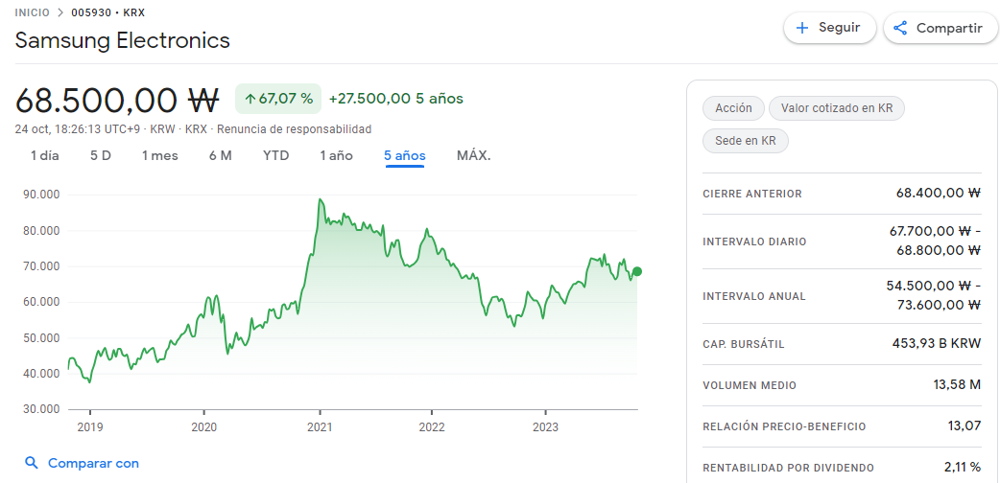 INICIO > 005930 • KRX
Samsung Electronics
Seguir
Compartir
68.500,00 ₩ ↑ 67,07 % +27.500,00 5 años
24 oct, 18:26:13 UTC+9 · KRW · KRX · Renuncia de responsabilidad
1 día 5 D 1 mes 6 M YTD 1 año 5 años MÁX.
90.000
80.000
70.000
60.000
50.000
40.000
30.000
2019 2020 2021 2022 2023
Comparar con
Acción Valor cotizado en KR
Sede en KR
CIERRE ANTERIOR 68.400,00 ₩
INTERVALO DIARIO 67.700,00 ₩ -
68.800,00 ₩
INTERVALO ANUAL 54.500,00 ₩ -
73.600,00 ₩
CAP. BURSÁTIL 453,93 B KRW
VOLUMEN MEDIO 13,58 M
RELACIÓN PRECIO-BENEFICIO 13,07
RENTABILIDAD POR DIVIDENDO 2,11 %